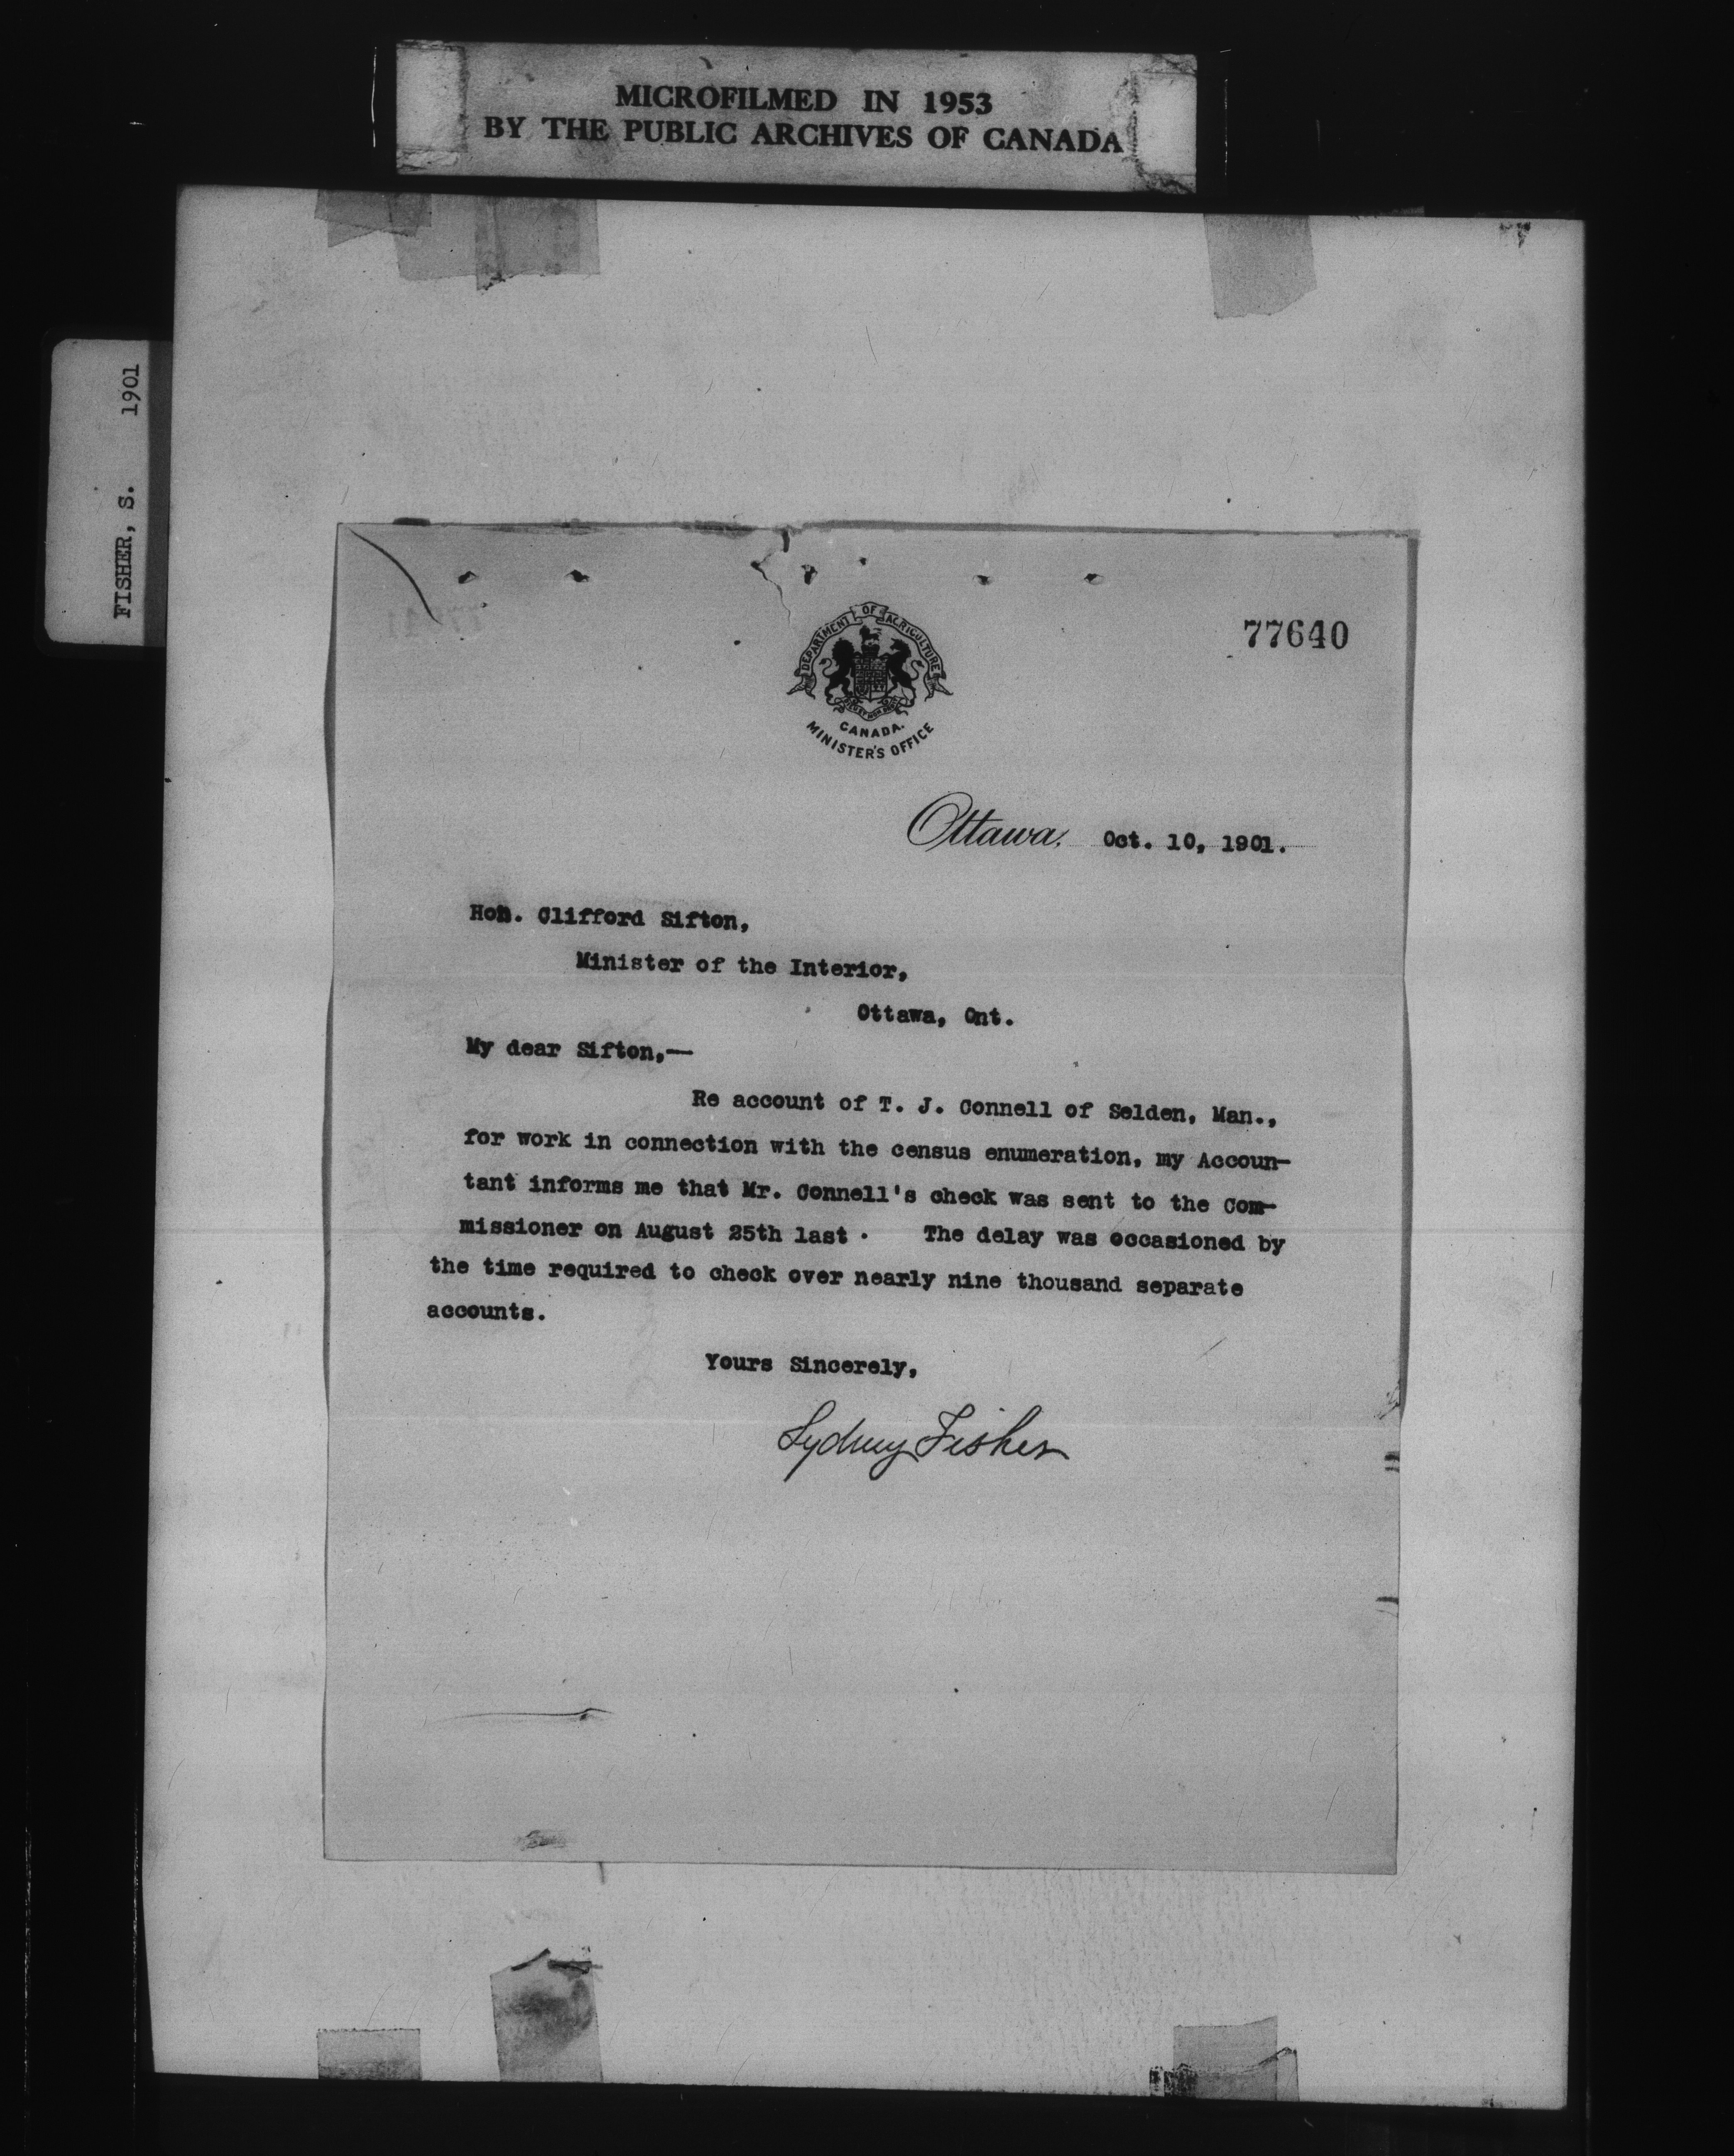 MICROFILMED IN 1953
BY THE PUBLIC ARCHIVES OF CANADA
FISHER, S. 1901
77640
DEPARTMENT OF AGRICULTURE
CANADA.
MINISTER'S OFFICE
Ottawa, Oct. 10, 1901.
Hon. Clifford Sifton,
Minister of the Interior,
Ottawa, Ont.
My dear Sifton,—
Re account of T. J. Connell of Selden, Man.,
for work in connection with the census enumeration, my Accoun-
tant informs me that Mr. Connell's check was sent to the Com-
missioner on August 25th last . The delay was occasioned by
the time required to check over nearly nine thousand separate
accounts.
Yours Sincerely,
Sydney Fisher